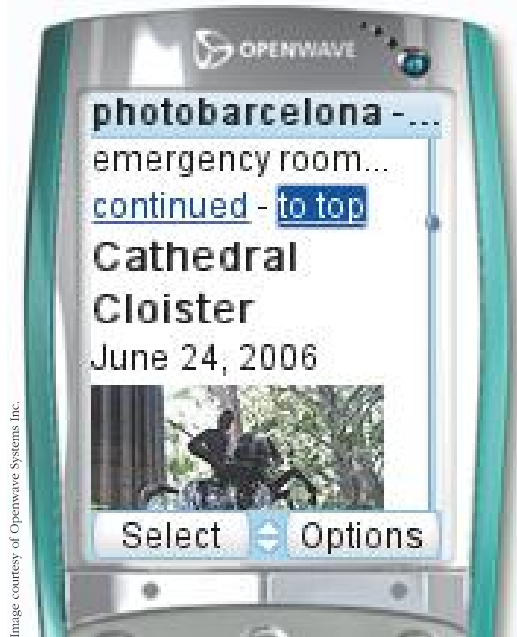 OPENWAVE
photobarcelona -...
emergency room...
continued - to top
Cathedral
Cloister
June 24, 2006
Select
Options
Image courtesy of Openwave Systems Inc.